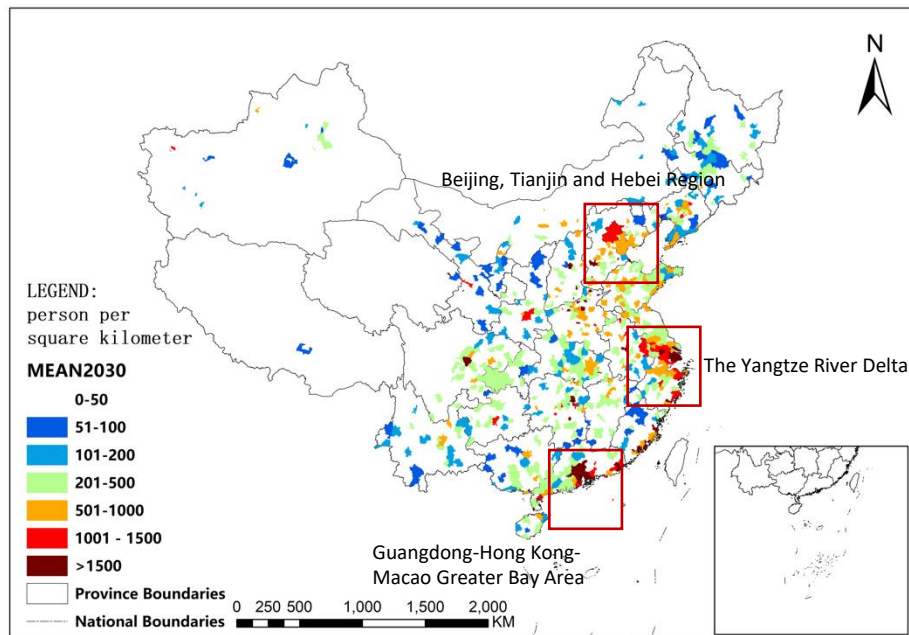 N
Beijing, Tianjin and Hebei Region
The Yangtze River Delta
Guangdong-Hong Kong-
Macao Greater Bay Area
LEGEND:
person per
square kilometer
MEAN2030
0-50
51-100
101-200
201-500
501-1000
1001 - 1500
>1500
Province Boundaries
National Boundaries
0 250 500 1,000 1,500 2,000
KM